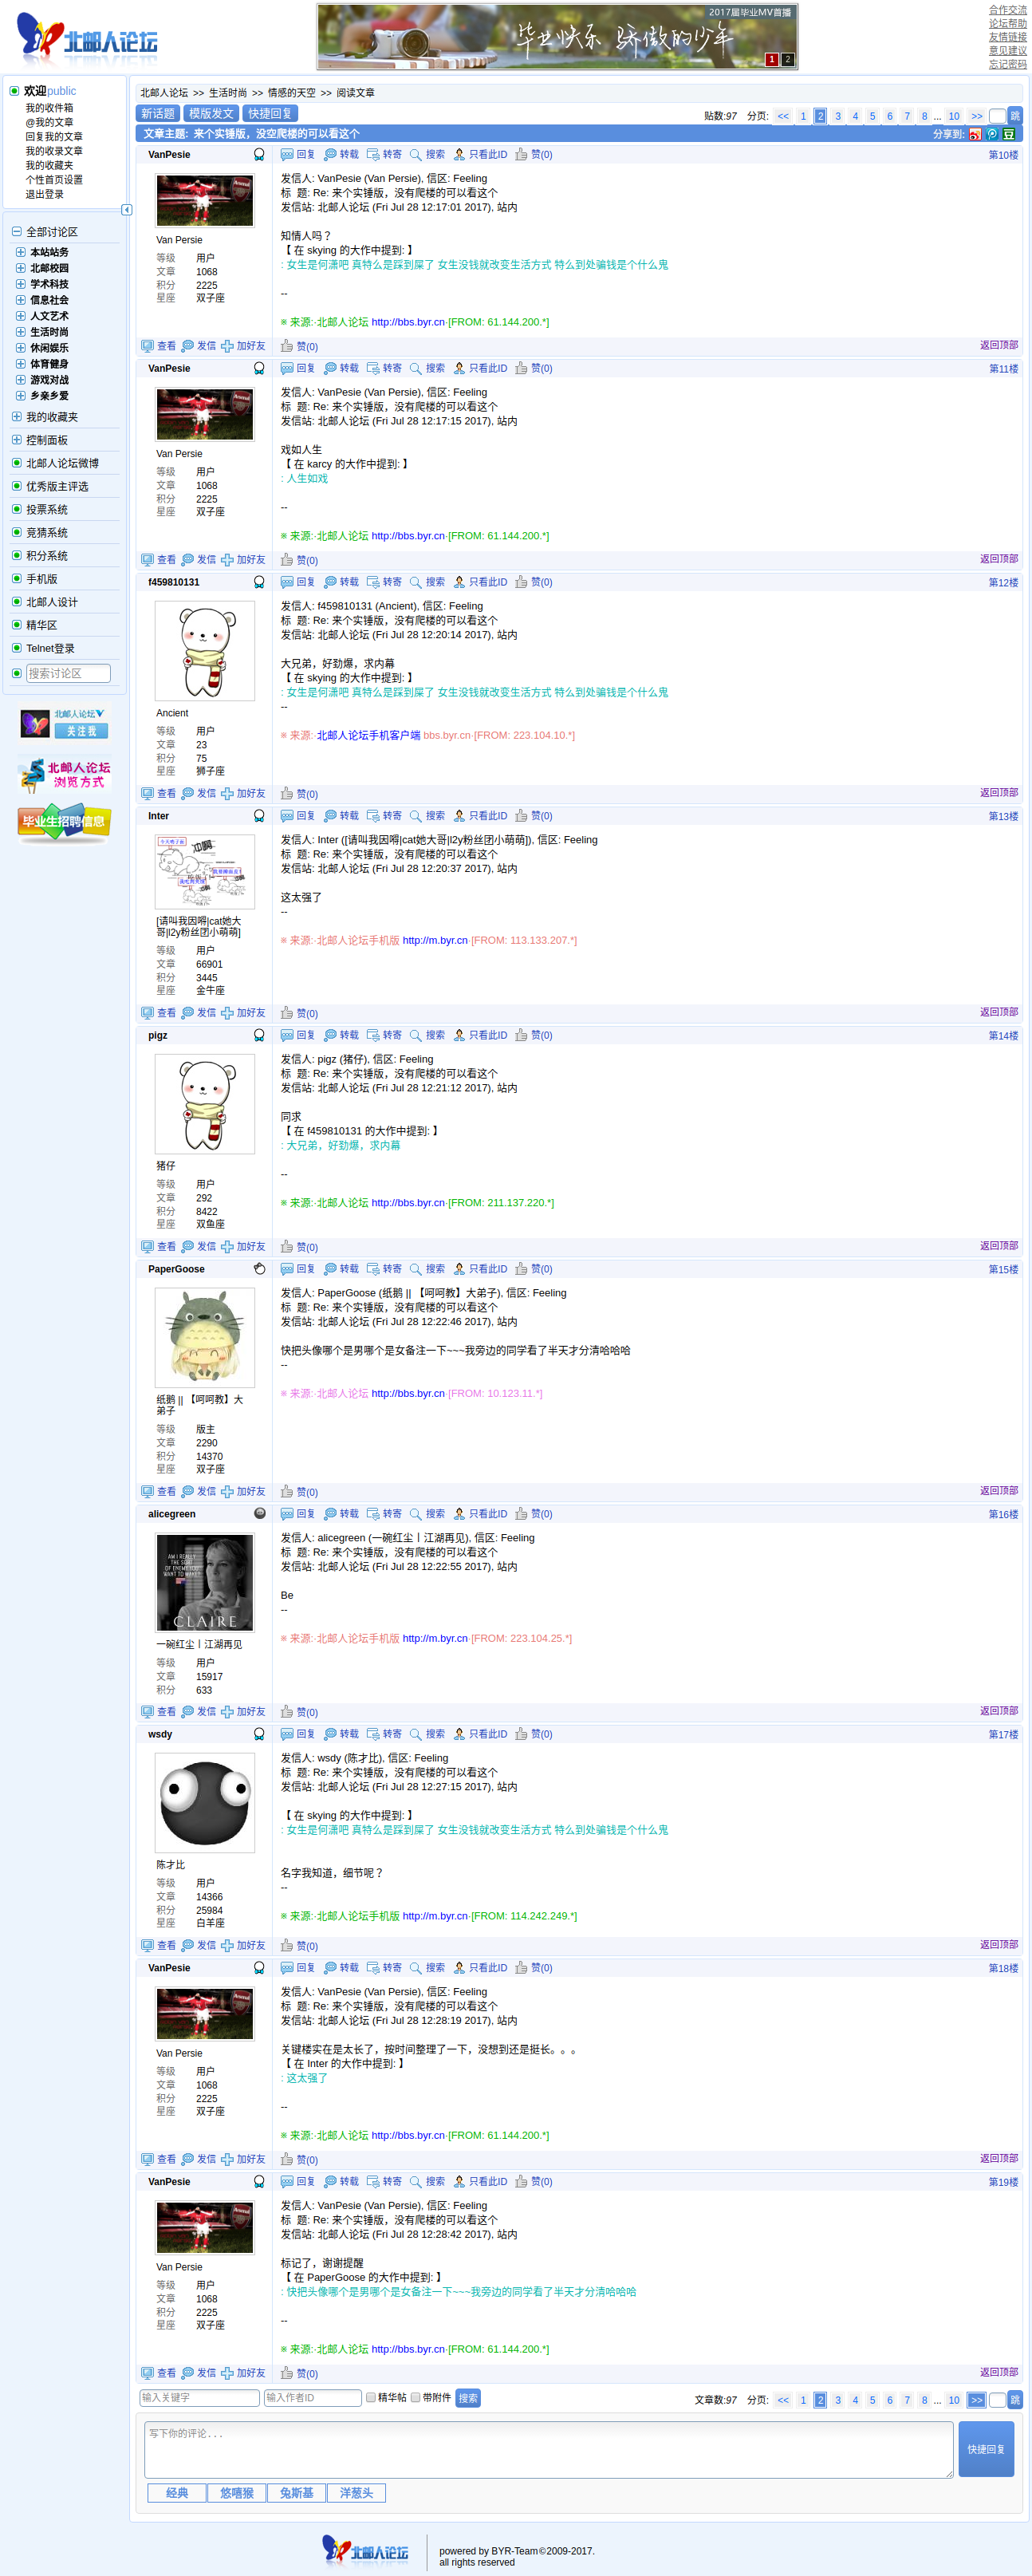 北邮人论坛
2017届毕业MV首播
毕业快乐 骄傲的少年
1 2
合作交流
论坛帮助
友情链接
意见建议
忘记密码
欢迎public
我的收件箱
@我的文章
回复我的文章
我的收录文章
我的收藏夹
个性首页设置
退出登录
全部讨论区
本站站务
北邮校园
学术科技
信息社会
人文艺术
生活时尚
休闲娱乐
体育健身
游戏对战
乡亲乡爱
我的收藏夹
控制面板
北邮人论坛微博
优秀版主评选
投票系统
竞猜系统
积分系统
手机版
北邮人设计
精华区
Telnet登录
搜索讨论区
北邮人论坛
关注我
北邮人论坛
浏览方式
毕业生招聘信息
北邮人论坛 >> 生活时尚 >> 情感的天空 >> 阅读文章
新话题 模版发文 快捷回复
贴数:97 分页: << 1 2 3 4 5 6 7 8 ... 10 >> 跳
文章主题: 来个实锤版，没空爬楼的可以看这个 分享到:
VanPesie 回复 转载 转寄 搜索 只看此ID 赞(0) 第10楼
Arsenal
Van Persie
等级 用户
文章 1068
积分 2225
星座 双子座
发信人: VanPesie (Van Persie), 信区: Feeling
标 题: Re: 来个实锤版，没有爬楼的可以看这个
发信站: 北邮人论坛 (Fri Jul 28 12:17:01 2017), 站内
知情人吗？
【 在 skying 的大作中提到: 】
: 女生是何潇吧 真特么是踩到屎了 女生没钱就改变生活方式 特么到处骗钱是个什么鬼
--
※ 来源:·北邮人论坛 http://bbs.byr.cn·[FROM: 61.144.200.*]
查看 发信 加好友 赞(0) 返回顶部
VanPesie 回复 转载 转寄 搜索 只看此ID 赞(0) 第11楼
Arsenal
Van Persie
等级 用户
文章 1068
积分 2225
星座 双子座
发信人: VanPesie (Van Persie), 信区: Feeling
标 题: Re: 来个实锤版，没有爬楼的可以看这个
发信站: 北邮人论坛 (Fri Jul 28 12:17:15 2017), 站内
戏如人生
【 在 karcy 的大作中提到: 】
: 人生如戏
--
※ 来源:·北邮人论坛 http://bbs.byr.cn·[FROM: 61.144.200.*]
查看 发信 加好友 赞(0) 返回顶部
f459810131 回复 转载 转寄 搜索 只看此ID 赞(0) 第12楼
Ancient
等级 用户
文章 23
积分 75
星座 狮子座
发信人: f459810131 (Ancient), 信区: Feeling
标 题: Re: 来个实锤版，没有爬楼的可以看这个
发信站: 北邮人论坛 (Fri Jul 28 12:20:14 2017), 站内
大兄弟，好劲爆，求内幕
【 在 skying 的大作中提到: 】
: 女生是何潇吧 真特么是踩到屎了 女生没钱就改变生活方式 特么到处骗钱是个什么鬼
--
※ 来源:·北邮人论坛手机客户端 bbs.byr.cn·[FROM: 223.104.10.*]
查看 发信 加好友 赞(0) 返回顶部
Inter 回复 转载 转寄 搜索 只看此ID 赞(0) 第13楼
[请叫我因嘚|cat她大
哥||2y粉丝团小萌萌]
等级 用户
文章 66901
积分 3445
星座 金牛座
发信人: Inter ([请叫我因嘚|cat她大哥||2y粉丝团小萌萌]), 信区: Feeling
标 题: Re: 来个实锤版，没有爬楼的可以看这个
发信站: 北邮人论坛 (Fri Jul 28 12:20:37 2017), 站内
这太强了
--
※ 来源:·北邮人论坛手机版 http://m.byr.cn·[FROM: 113.133.207.*]
查看 发信 加好友 赞(0) 返回顶部
pigz 回复 转载 转寄 搜索 只看此ID 赞(0) 第14楼
猪仔
等级 用户
文章 292
积分 8422
星座 双鱼座
发信人: pigz (猪仔), 信区: Feeling
标 题: Re: 来个实锤版，没有爬楼的可以看这个
发信站: 北邮人论坛 (Fri Jul 28 12:21:12 2017), 站内
同求
【 在 f459810131 的大作中提到: 】
: 大兄弟，好劲爆，求内幕
--
※ 来源:·北邮人论坛 http://bbs.byr.cn·[FROM: 211.137.220.*]
查看 发信 加好友 赞(0) 返回顶部
PaperGoose 回复 转载 转寄 搜索 只看此ID 赞(0) 第15楼
纸鹅 || 【呵呵教】大
弟子
等级 版主
文章 2290
积分 14370
星座 双子座
发信人: PaperGoose (纸鹅 || 【呵呵教】大弟子), 信区: Feeling
标 题: Re: 来个实锤版，没有爬楼的可以看这个
发信站: 北邮人论坛 (Fri Jul 28 12:22:46 2017), 站内
快把头像哪个是男哪个是女备注一下~~~我旁边的同学看了半天才分清哈哈哈
--
※ 来源:·北邮人论坛 http://bbs.byr.cn·[FROM: 10.123.11.*]
查看 发信 加好友 赞(0) 返回顶部
alicegreen 回复 转载 转寄 搜索 只看此ID 赞(0) 第16楼
AM I REALLY
THE SORT
OF ENEMY YOU
WANT TO MAKE?
CLAIRE
一碗红尘丨江湖再见
等级 用户
文章 15917
积分 633
发信人: alicegreen (一碗红尘丨江湖再见), 信区: Feeling
标 题: Re: 来个实锤版，没有爬楼的可以看这个
发信站: 北邮人论坛 (Fri Jul 28 12:22:55 2017), 站内
Be
--
※ 来源:·北邮人论坛手机版 http://m.byr.cn·[FROM: 223.104.25.*]
查看 发信 加好友 赞(0) 返回顶部
wsdy 回复 转载 转寄 搜索 只看此ID 赞(0) 第17楼
陈才比
等级 用户
文章 14366
积分 25984
星座 白羊座
发信人: wsdy (陈才比), 信区: Feeling
标 题: Re: 来个实锤版，没有爬楼的可以看这个
发信站: 北邮人论坛 (Fri Jul 28 12:27:15 2017), 站内
【 在 skying 的大作中提到: 】
: 女生是何潇吧 真特么是踩到屎了 女生没钱就改变生活方式 特么到处骗钱是个什么鬼
名字我知道，细节呢？
--
※ 来源:·北邮人论坛手机版 http://m.byr.cn·[FROM: 114.242.249.*]
查看 发信 加好友 赞(0) 返回顶部
VanPesie 回复 转载 转寄 搜索 只看此ID 赞(0) 第18楼
Arsenal
Van Persie
等级 用户
文章 1068
积分 2225
星座 双子座
发信人: VanPesie (Van Persie), 信区: Feeling
标 题: Re: 来个实锤版，没有爬楼的可以看这个
发信站: 北邮人论坛 (Fri Jul 28 12:28:19 2017), 站内
关键楼实在是太长了，按时间整理了一下，没想到还是挺长。。。
【 在 Inter 的大作中提到: 】
: 这太强了
--
※ 来源:·北邮人论坛 http://bbs.byr.cn·[FROM: 61.144.200.*]
查看 发信 加好友 赞(0) 返回顶部
VanPesie 回复 转载 转寄 搜索 只看此ID 赞(0) 第19楼
Arsenal
Van Persie
等级 用户
文章 1068
积分 2225
星座 双子座
发信人: VanPesie (Van Persie), 信区: Feeling
标 题: Re: 来个实锤版，没有爬楼的可以看这个
发信站: 北邮人论坛 (Fri Jul 28 12:28:42 2017), 站内
标记了，谢谢提醒
【 在 PaperGoose 的大作中提到: 】
: 快把头像哪个是男哪个是女备注一下~~~我旁边的同学看了半天才分清哈哈哈
--
※ 来源:·北邮人论坛 http://bbs.byr.cn·[FROM: 61.144.200.*]
查看 发信 加好友 赞(0) 返回顶部
输入关键字 输入作者ID 精华帖 带附件 搜索
文章数:97 分页: << 1 2 3 4 5 6 7 8 ... 10 >> 跳
写下你的评论...
快捷回复
经典 悠嘻猴 兔斯基 洋葱头
北邮人论坛
powered by BYR-Team©2009-2017.
all rights reserved